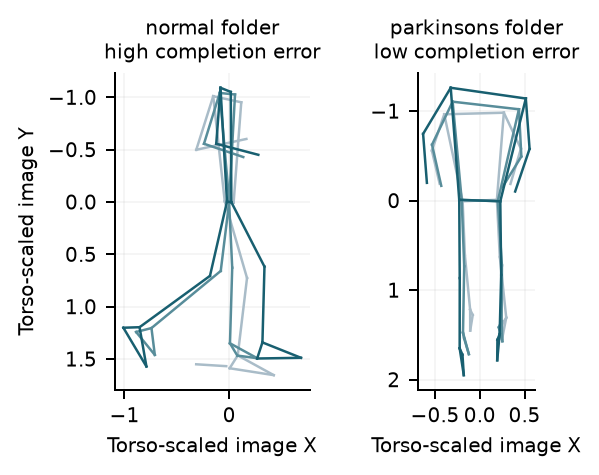 normal folder
high completion error
parkinsons folder
low completion error
Torso-scaled image Y
−1.0
−0.5
0.0
0.5
1.0
1.5
−1
0
Torso-scaled image X
−1
0
1
2
−0.5
0.0
0.5
Torso-scaled image X